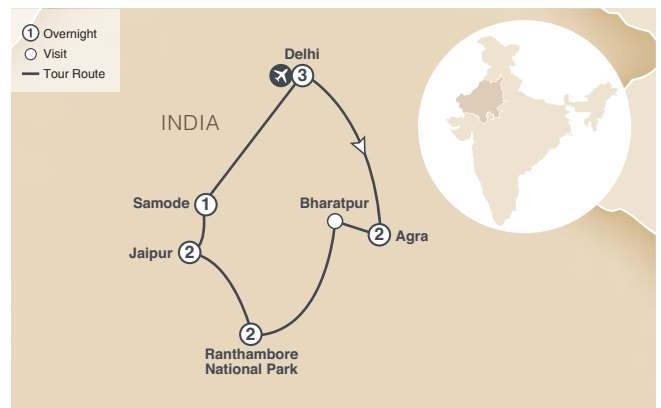 1 Overnight
Visit
Tour Route
Delhi
3
INDIA
Samode
1
Bharatpur
2
Agra
Jaipur
2
2
Ranthambore
National Park